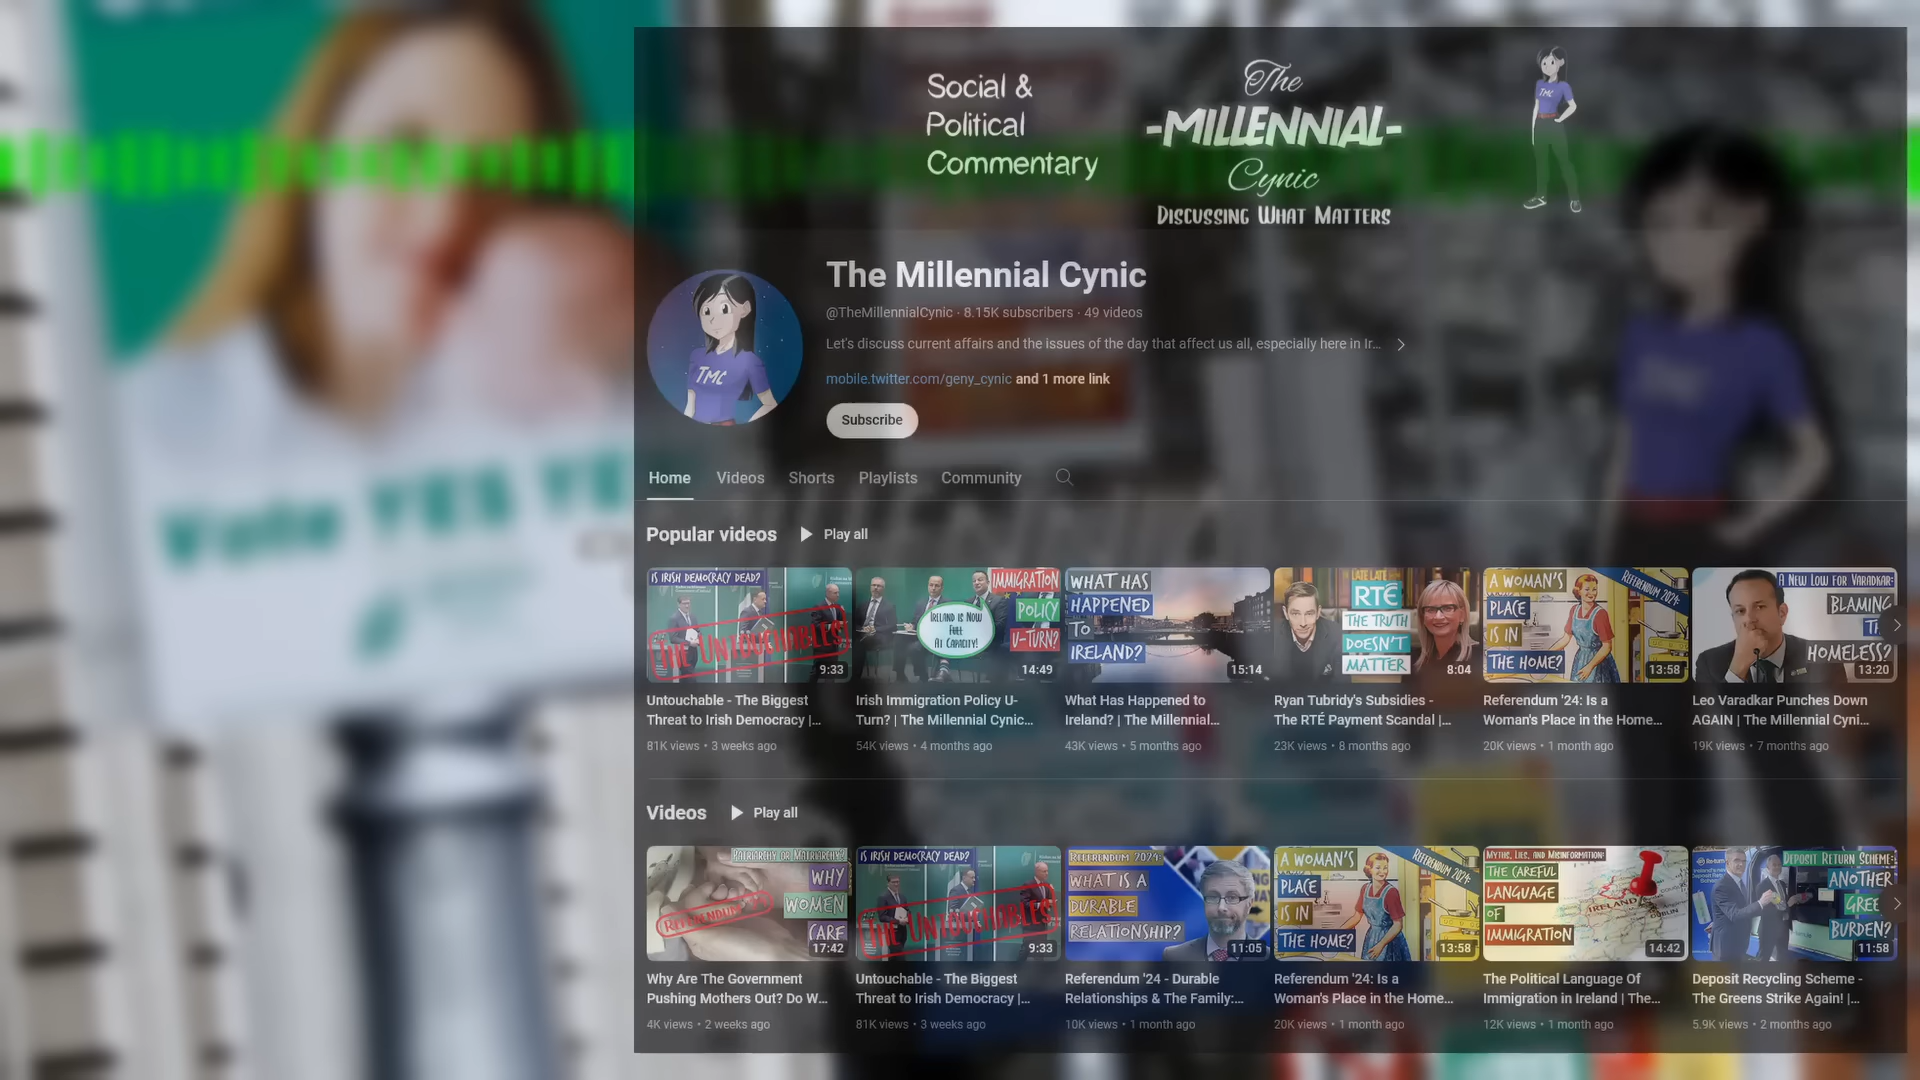 Social &
Political
Commentary
The
-MILLENNIAL-
Cynic
DISCUSSING WHAT MATTERS
TMC
The Millennial Cynic
@TheMillennialCynic · 8.15K subscribers · 49 videos
Let's discuss current affairs and the issues of the day that affect us all, especially here in Ir...
mobile.twitter.com/geny_cynic and 1 more link
Subscribe
TMC
Home Videos Shorts Playlists Community
Vote YES
Popular videos Play all
IS IRISH DEMOCRACY DEAD?
THE UNTOUCHABLES!
9:33
IMMIGRATION
POLICY
U-TURN?
IRELAND IS NOW
FULL
AT CAPACITY!
14:49
WHAT HAS
HAPPENED
TO
IRELAND?
15:14
LATE LATE
RTÉ
THE TRUTH
DOESN'T
MATTER
8:04
A WOMAN'S
PLACE
IS IN
THE HOME?
REFERENDUM 2024:
13:58
A NEW LOW FOR VARADKAR:
BLAMING
HOMELESS?
13:20
Untouchable - The Biggest
Threat to Irish Democracy |...
81K views • 3 weeks ago
Irish Immigration Policy U-
Turn? | The Millennial Cynic...
54K views • 4 months ago
What Has Happened to
Ireland? | The Millennial...
43K views • 5 months ago
Ryan Tubridy's Subsidies -
The RTÉ Payment Scandal |...
23K views • 8 months ago
Referendum '24: Is a
Woman's Place in the Home...
20K views • 1 month ago
Leo Varadkar Punches Down
AGAIN | The Millennial Cyni...
19K views • 7 months ago
Videos Play all
PATRIARCHY OR MATRIARCHY?
WHY
WOMEN
CARE
17:42
IS IRISH DEMOCRACY DEAD?
THE UNTOUCHABLES!
9:33
REFERENDUM 2024:
WHAT IS A
DURABLE
RELATIONSHIP?
11:05
A WOMAN'S
PLACE
IS IN
THE HOME?
REFERENDUM 2024:
13:58
MYTHS, LIES, AND MISINFORMATION:
THE CAREFUL
LANGUAGE
OF
IMMIGRATION
IRELAND
DUBLIN
14:42
Re-turn
DEPOSIT RETURN SCHEME:
ANOTHER
GREE
BURDEN?
11:58
Why Are The Government
Pushing Mothers Out? Do W...
4K views • 2 weeks ago
Untouchable - The Biggest
Threat to Irish Democracy |...
81K views • 3 weeks ago
Referendum '24 - Durable
Relationships & The Family:...
10K views • 1 month ago
Referendum '24: Is a
Woman's Place in the Home...
20K views • 1 month ago
The Political Language Of
Immigration in Ireland | The...
12K views • 1 month ago
Deposit Recycling Scheme -
The Greens Strike Again! |...
5.9K views • 2 months ago